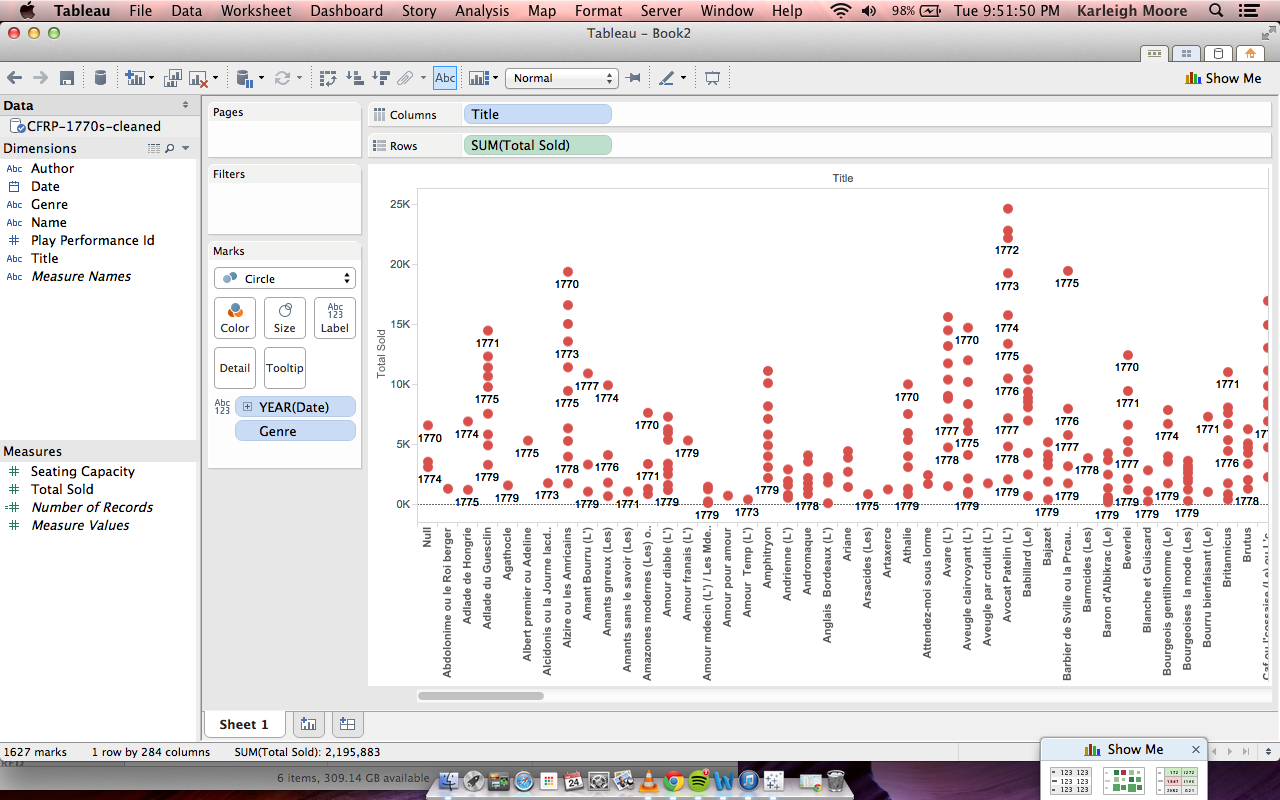 Tableau File Data Worksheet Dashboard Story Analysis Map Format Server Window Help 98% Tue 9:51:50 PM Karleigh Moore
Tableau - Book2
Abc Normal Show Me
Data
CFRP-1770s-cleaned
Dimensions
Abc Author
Date
Abc Genre
Abc Name
# Play Performance Id
Abc Title
Abc Measure Names
Measures
# Seating Capacity
# Total Sold
=# Number of Records
# Measure Values
Pages
Filters
Marks
Circle
Color Size Abc 123 Label
Detail Tooltip
Abc 123 YEAR(Date)
Genre
Columns Title
Rows SUM(Total Sold)
Title
Total Sold
25K
20K
15K
10K
5K
0K
1770 1774
1774 1775
1771 1775 1779
1779
1775
1773
1770 1773 1775 1778
1777 1776 1779
1774 1776 1779
1771
1770 1771
1779
1779
1779
1773
1779
1778
1775
1770 1779
1777 1778
1770 1775 1779
1772 1773 1774 1775 1776 1777 1778 1779
1779
1775 1776 1777 1779
1778
1779
1770 1771 1777 1779
1779
1774 1779
1779
1771
1771 1776
1778
Null
Abdolonime ou le Roi berger
Adlade de Hongrie
Adlade du Guesclin
Agathocle
Albert premier ou Adeline
Alcidonis ou la Journe lacd..
Alzire ou les Amricains
Amant Bourru (L')
Amants gnreux (Les)
Amants sans le savoir (Les)
Amazones modernes (Les) o..
Amour diable (L')
Amour franais (L')
Amour mdecin (L') / Les Mde..
Amour pour amour
Amour Temp (L')
Amphitryon
Andrienne (L')
Andromaque
Anglais Bordeaux (L')
Ariane
Arsacides (Les)
Artaxerce
Athalie
Attendez-moi sous lorme
Avare (L')
Aveugle clairvoyant (L')
Aveugle par crdulit (L')
Avocat Patelin (L')
Babillard (Le)
Bajazet
Barbier de Sville ou la Prcau..
Barmcides (Les)
Baron d'Albikrac (Le)
Beverlei
Blanche et Guiscard
Bourgeois gentilhomme (Le)
Bourgeoises la mode (Les)
Bourru bienfaisant (Le)
Britannicus
Brutus
Sheet 1
1627 marks 1 row by 284 columns SUM(Total Sold): 2,195,883
Show Me
6 items, 309.14 GB available